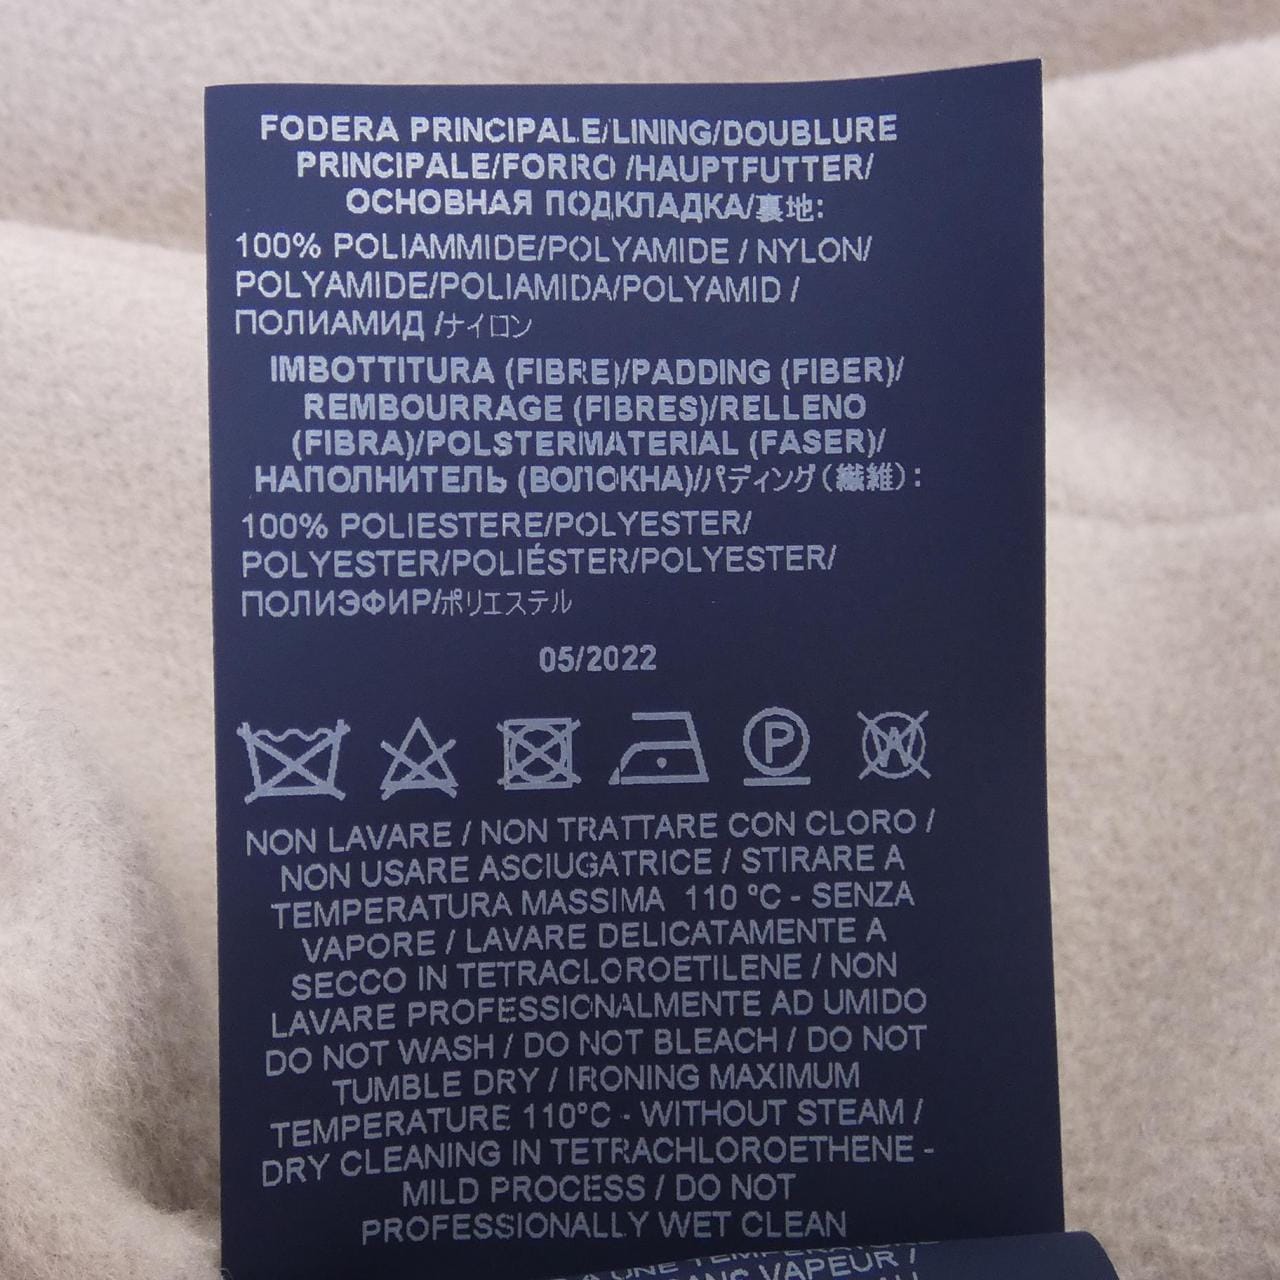 FODERA PRINCIPALE/LINING/DOUBLURE
PRINCIPALE/FORRO /HAUPTFUTTER/
ОСНОВНАЯ ПОДКЛАДКА/裏地:
100% POLIAMMIDE/POLYAMIDE / NYLON/
POLYAMIDE/POLIAMIDA/POLYAMID /
ПОЛИАМИД /ナイロン
IMBOTTITURA (FIBRE)/PADDING (FIBER)/
REMBOURRAGE (FIBRES)/RELLENO
(FIBRA)/POLSTERMATERIAL (FASER)/
НАПОЛНИТЕЛЬ (ВОЛОКНА)/パディング(繊維):
100% POLIESTERE/POLYESTER/
POLYESTER/POLIÉSTER/POLYESTER/
ПОЛИЭФИР/ポリエステル
05/2022
P W
NON LAVARE / NON TRATTARE CON CLORO /
NON USARE ASCIUGATRICE / STIRARE A
TEMPERATURA MASSIMA 110 °C - SENZA
VAPORE / LAVARE DELICATAMENTE A
SECCO IN TETRACLOROETILENE / NON
LAVARE PROFESSIONALMENTE AD UMIDO
DO NOT WASH / DO NOT BLEACH / DO NOT
TUMBLE DRY / IRONING MAXIMUM
TEMPERATURE 110°C - WITHOUT STEAM /
DRY CLEANING IN TETRACHLOROETHENE -
MILD PROCESS / DO NOT
PROFESSIONALLY WET CLEAN
A UNE TEMPÉRATURE
SANS VAPEUR /